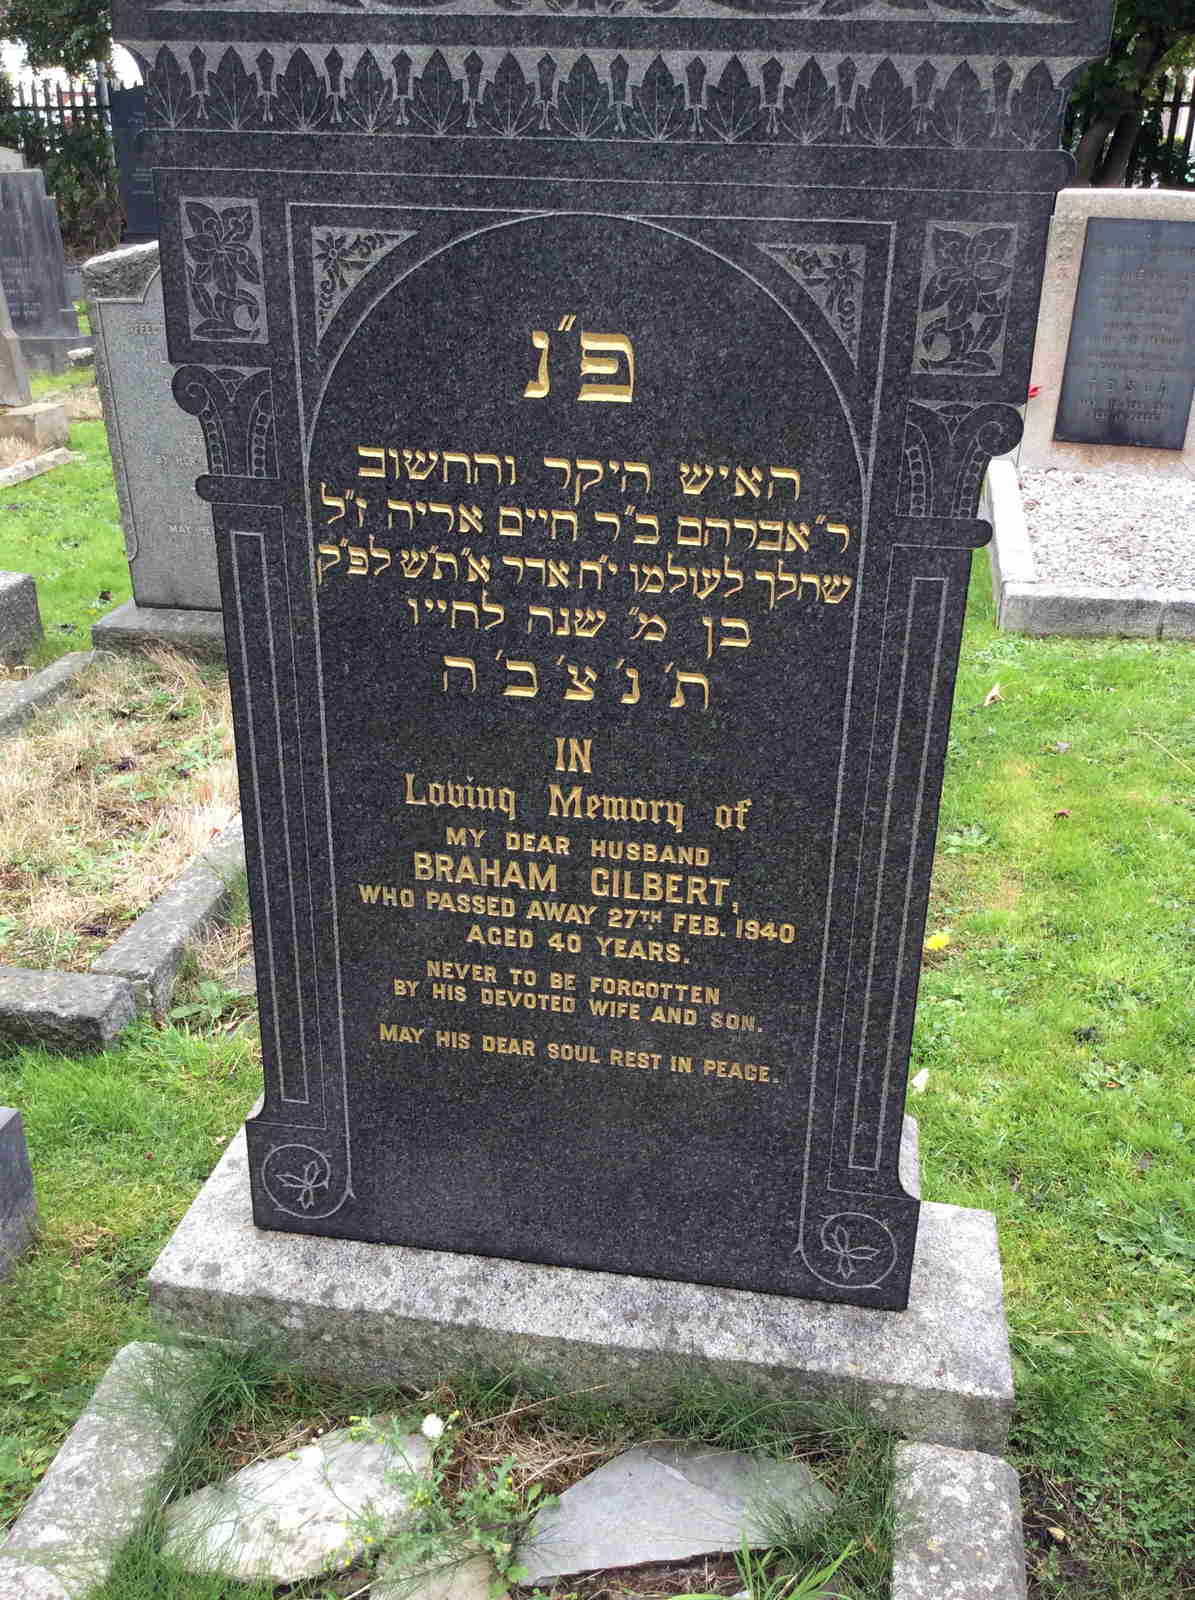 פ״נ
האיש היקר והחשוב
ר״ אברהם ב״ר חיים אריה ז״ל
שהלך לעולמו י״ח אדר א״ת״ש לפ״ק
בן מ״ שנה לחייו
ת׳נ׳צ׳ב׳ה
IN
Loving Memory of
MY DEAR HUSBAND
BRAHAM GILBERT,
WHO PASSED AWAY 27TH FEB. 1940
AGED 40 YEARS.
NEVER TO BE FORGOTTEN
BY HIS DEVOTED WIFE AND SON.
MAY HIS DEAR SOUL REST IN PEACE.